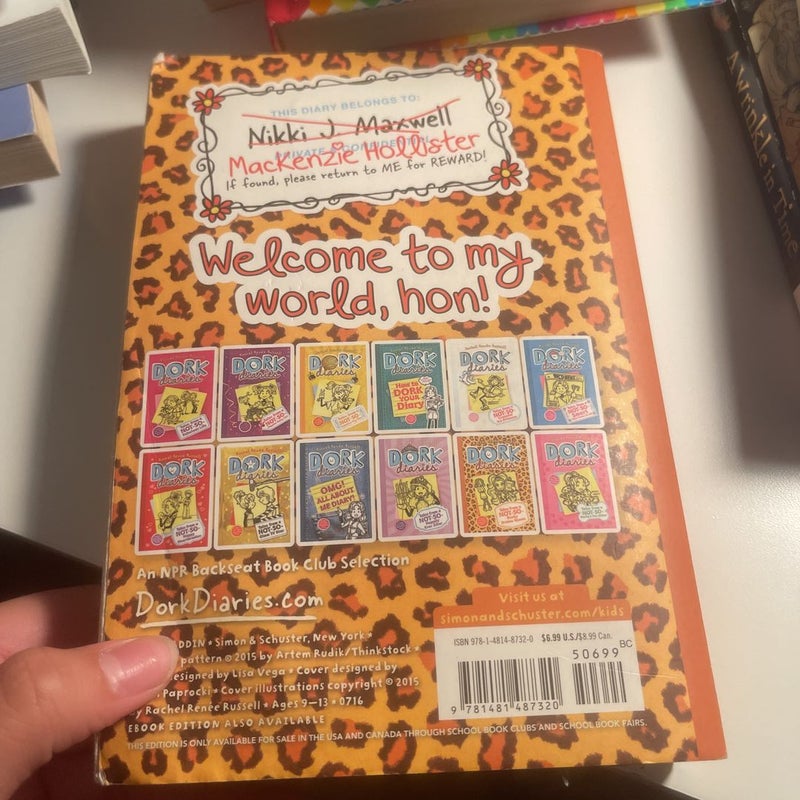 THIS DIARY BELONGS TO:
Nikki J. Maxwell
PRIVATE & CONFIDENTIAL
MacKenzie Hollister
If found, please return to ME for REWARD!
Welcome to my
world, hon!
DORK diaries
DORK diaries
DORK diaries
DORK diaries
How to DORK YOUR Diary
DORK diaries
DORK diaries
DORK diaries
DORK diaries
DORK diaries
OMG! ALL ABOUT ME DIARY!
DORK diaries
DORK diaries
DORK diaries
An NPR Backseat Book Club Selection
DorkDiaries.com
DDIN • Simon & Schuster, New York •
pattern © 2015 by Artem Rudik/Thinkstock •
designed by Lisa Vega • Cover designed by
Paprocki • Cover illustrations copyright © 2015
by Rachel Renée Russell • Ages 9–13 • 0716
EBOOK EDITION ALSO AVAILABLE
THIS EDITION IS ONLY AVAILABLE FOR SALE IN THE USA AND CANADA THROUGH SCHOOL BOOK CLUBS AND SCHOOL BOOK FAIRS.
Visit us at
simonandschuster.com/kids
ISBN 978-1-4814-8732-0 $6.99 U.S./$8.99 Can.
50699 BC
9 781481 487320
A Wrinkle in Time